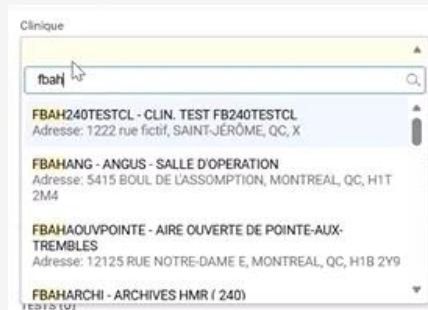 Clinique
fbah
FBAH240TESTCL - CLIN. TEST FB240TESTCL
Adresse: 1222 rue fictif, SAINT-JÉRÔME, QC, X
FBAHANG - ANGUS - SALLE D'OPERATION
Adresse: 5415 BOUL DE L'ASSOMPTION, MONTREAL, QC, H1T
2M4
FBAHAOUVPOINTE - AIRE OUVERTE DE POINTE-AUX-
TREMBLES
Adresse: 12125 RUE NOTRE-DAME E, MONTREAL, QC, H1B 2Y9
FBAHARCHI - ARCHIVES HMR ( 240)
TESTS (0)